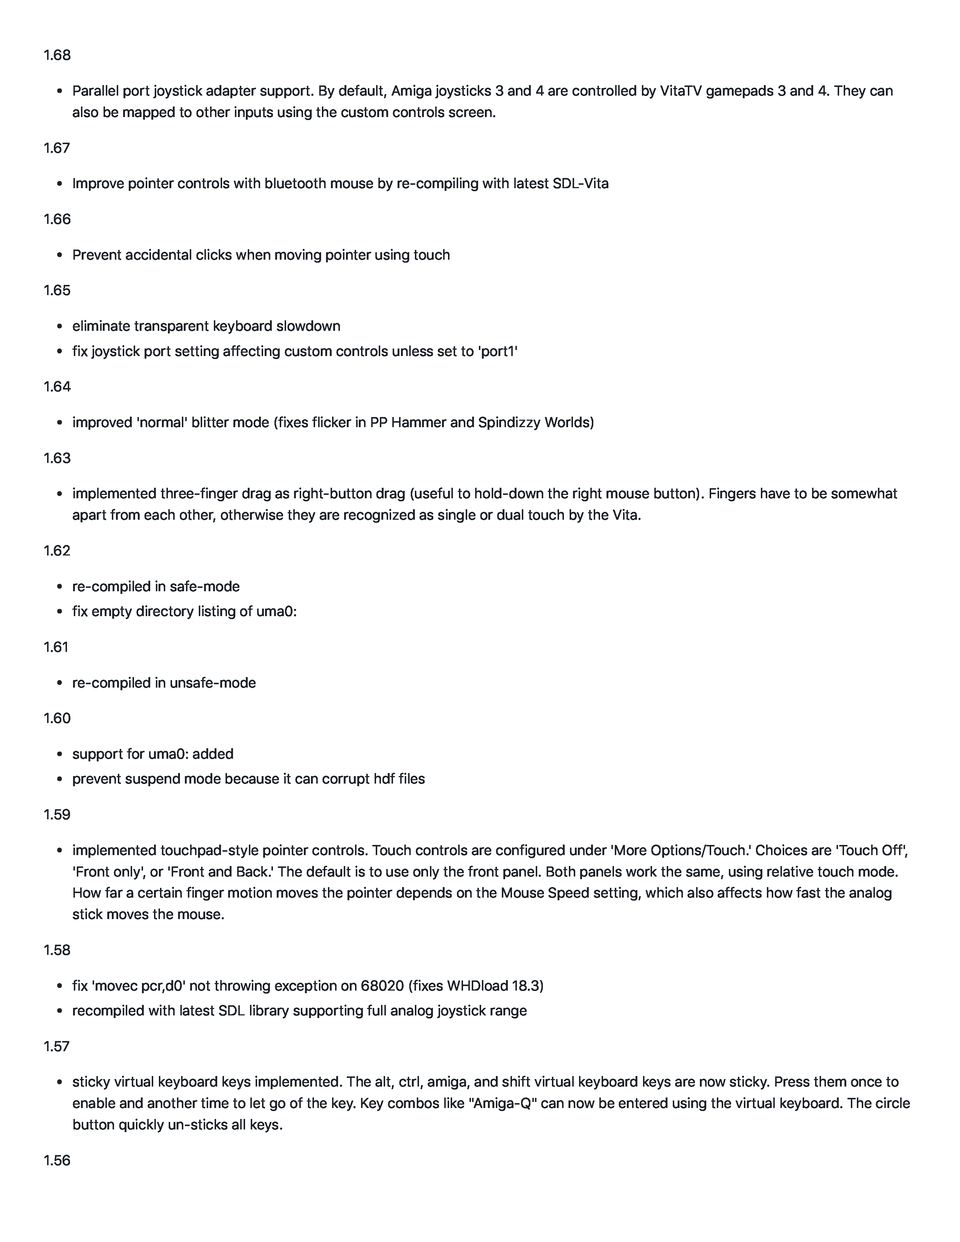 1.68
• Parallel port joystick adapter support. By default, Amiga joysticks 3 and 4 are controlled by VitaTV gamepads 3 and 4. They can
also be mapped to other inputs using the custom controls screen.
1.67
• Improve pointer controls with bluetooth mouse by re-compiling with latest SDL-Vita
1.66
• Prevent accidental clicks when moving pointer using touch
1.65
• eliminate transparent keyboard slowdown
• fix joystick port setting affecting custom controls unless set to 'port1'
1.64
• improved 'normal' blitter mode (fixes flicker in PP Hammer and Spindizzy Worlds)
1.63
• implemented three-finger drag as right-button drag (useful to hold-down the right mouse button). Fingers have to be somewhat
apart from each other, otherwise they are recognized as single or dual touch by the Vita.
1.62
• re-compiled in safe-mode
• fix empty directory listing of uma0:
1.61
• re-compiled in unsafe-mode
1.60
• support for uma0: added
• prevent suspend mode because it can corrupt hdf files
1.59
• implemented touchpad-style pointer controls. Touch controls are configured under 'More Options/Touch.' Choices are 'Touch Off',
'Front only', or 'Front and Back.' The default is to use only the front panel. Both panels work the same, using relative touch mode.
How far a certain finger motion moves the pointer depends on the Mouse Speed setting, which also affects how fast the analog
stick moves the mouse.
1.58
• fix 'movec pcr,d0' not throwing exception on 68020 (fixes WHDload 18.3)
• recompiled with latest SDL library supporting full analog joystick range
1.57
• sticky virtual keyboard keys implemented. The alt, ctrl, amiga, and shift virtual keyboard keys are now sticky. Press them once to
enable and another time to let go of the key. Key combos like "Amiga-Q" can now be entered using the virtual keyboard. The circle
button quickly un-sticks all keys.
1.56